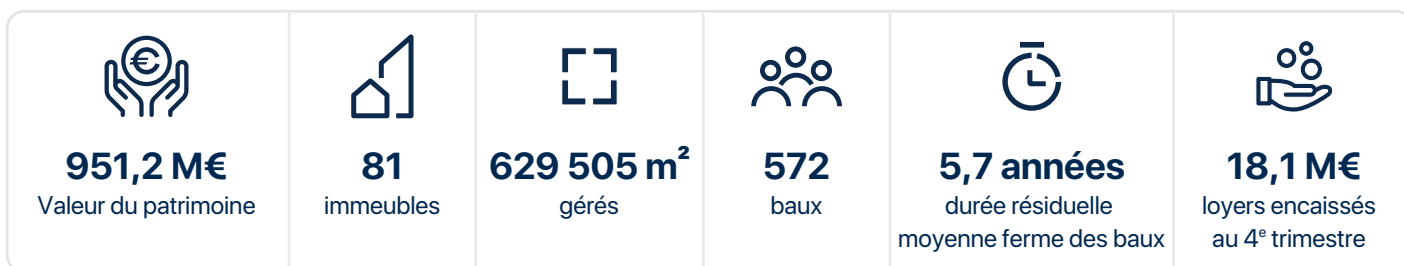 951,2 M€
Valeur du patrimoine
81
immeubles
629 505 m²
gérés
572
baux
5,7 années
durée résiduelle
moyenne ferme des baux
18,1 M€
loyers encaissés
au 4e trimestre